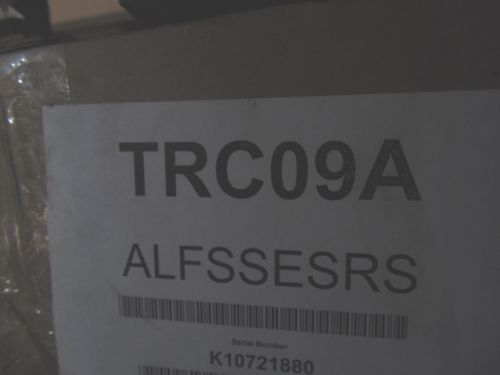 TRC09A
ALFSSESRS
Serial Number
K10721880